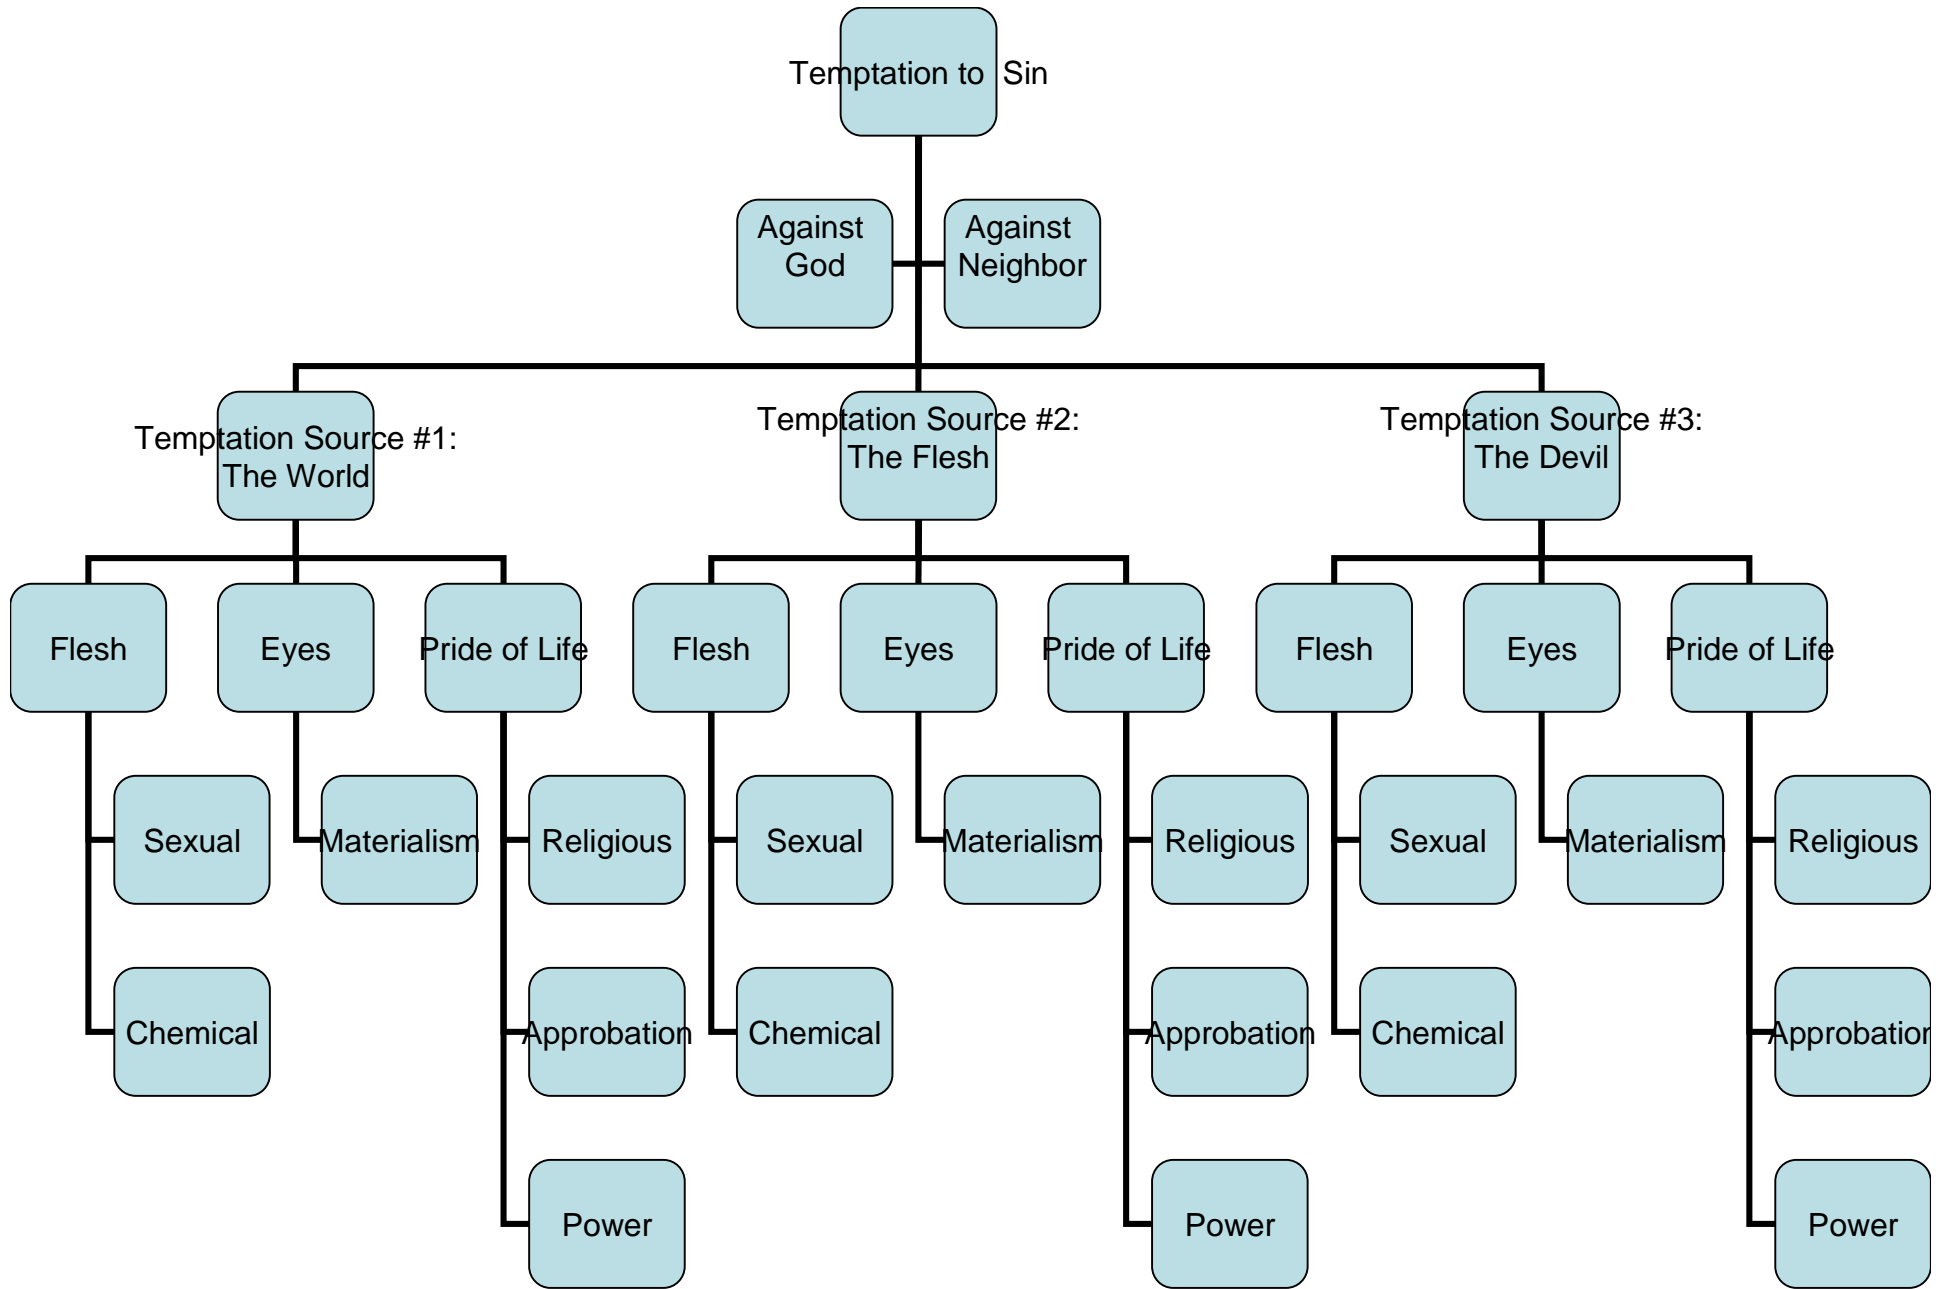 Temptation to Sin
Against
God
Against
Neighbor
Temptation Source #1:
The World
Temptation Source #2:
The Flesh
Temptation Source #3:
The Devil
Flesh
Eyes
Pride of Life
Flesh
Eyes
Pride of Life
Flesh
Eyes
Pride of Life
Sexual
Materialism
Religious
Sexual
Materialism
Religious
Sexual
Materialism
Religious
Chemical
Approbation
Chemical
Approbation
Chemical
Approbation
Power
Power
Power